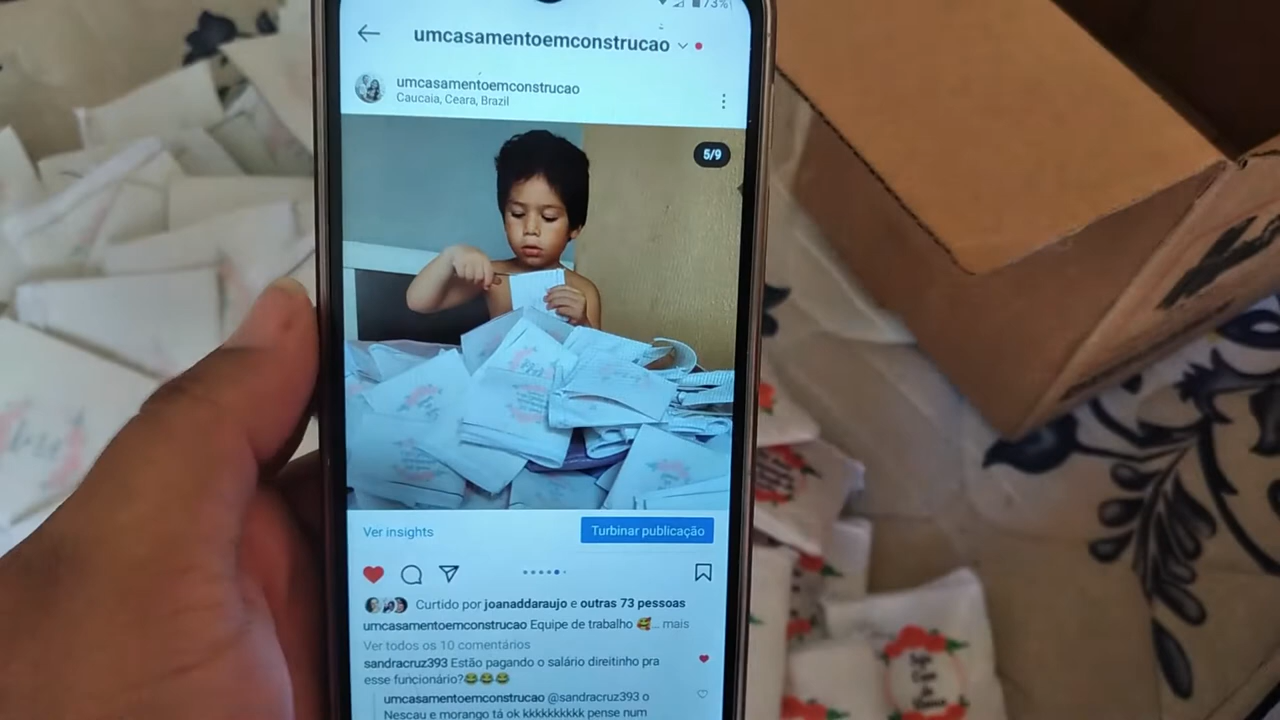 73%
umcasamentoemconstrucao
umcasamentoemconstrucao
Caucaia, Ceara, Brazil
5/9
Ver insights
Turbinar publicação
Curtido por joanaddaraujo e outras 73 pessoas
umcasamentoemconstrucao Equipe de trabalho 🥰... mais
Ver todos os 10 comentários
sandracruz393 Estão pagando o salário direitinho pra
esse funcionário?😂😂😂
umcasamentoemconstrucao @sandracruz393 o
Nescau e morango tá ok kkkkkkkkkk pense num